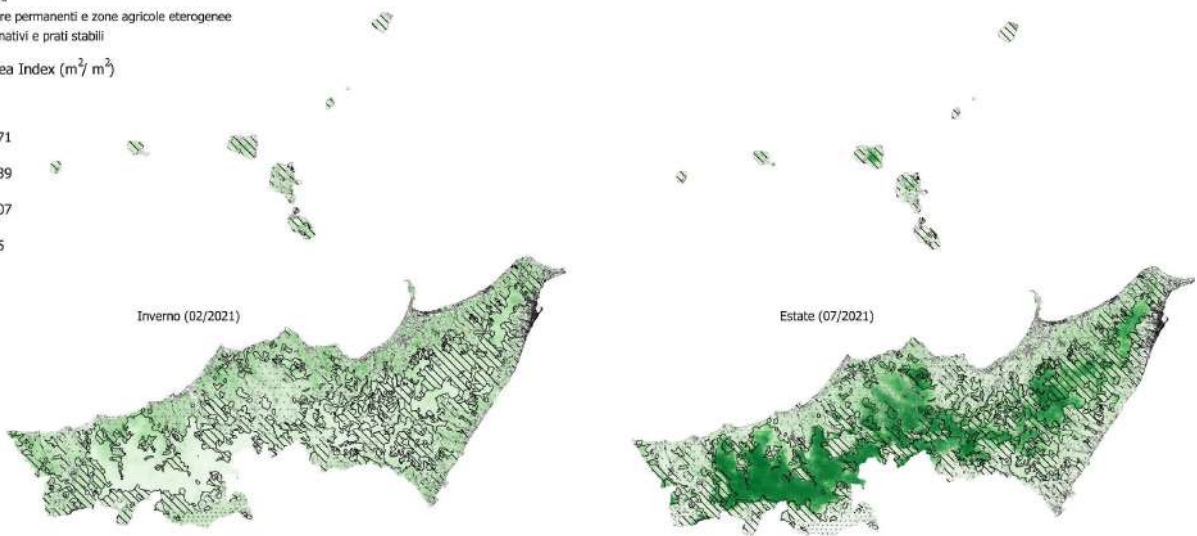 re permanenti e zone agricole eterogenee
nativi e prati stabili
ea Index (m²/ m²)
71
39
07
5
Inverno (02/2021)
Estate (07/2021)